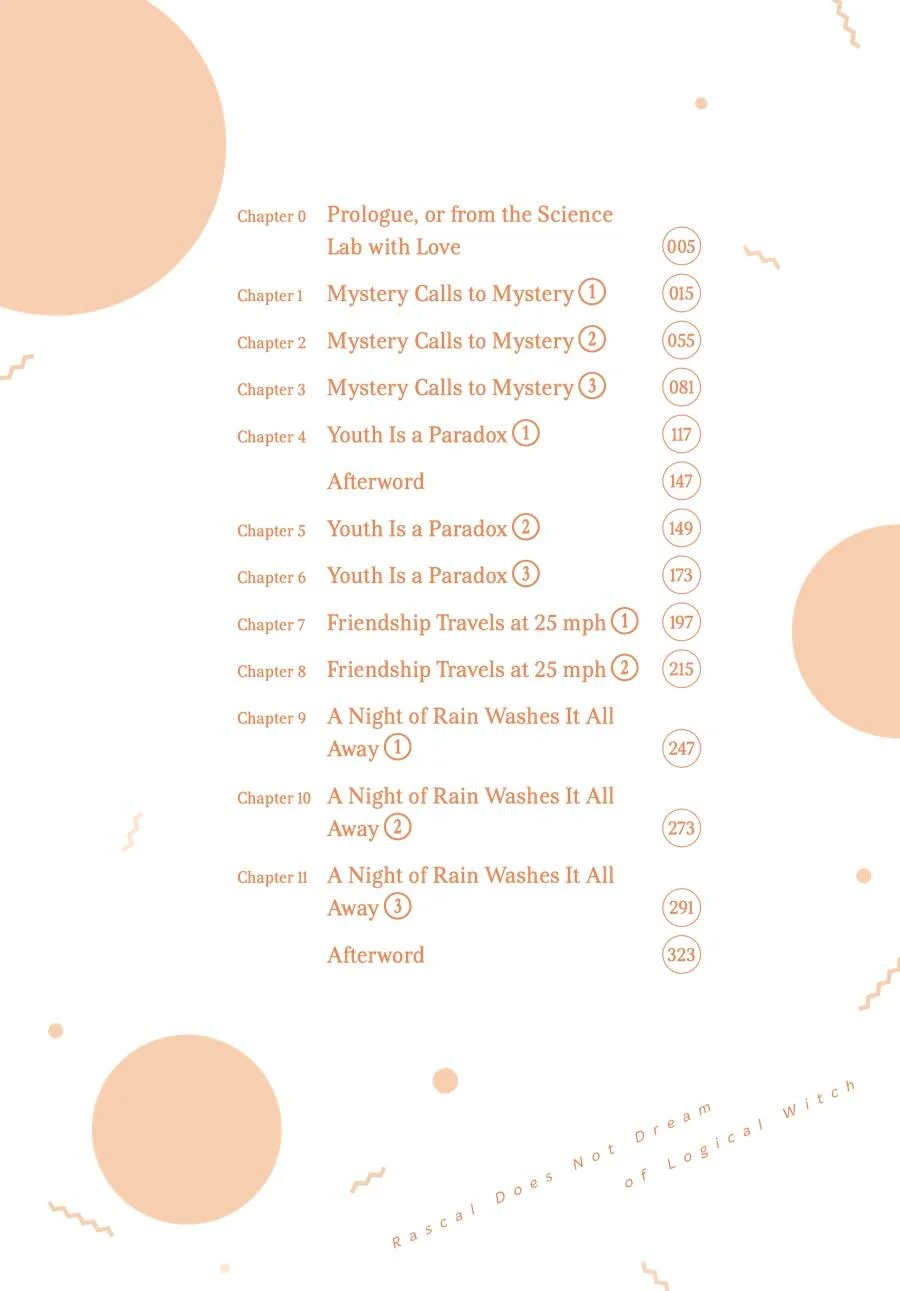 Chapter 0 Prologue, or from the Science
Lab with Love 005
Chapter 1 Mystery Calls to Mystery ① 015
Chapter 2 Mystery Calls to Mystery ② 055
Chapter 3 Mystery Calls to Mystery ③ 081
Chapter 4 Youth Is a Paradox ① 117
Afterword 147
Chapter 5 Youth Is a Paradox ② 149
Chapter 6 Youth Is a Paradox ③ 173
Chapter 7 Friendship Travels at 25 mph ① 197
Chapter 8 Friendship Travels at 25 mph ② 215
Chapter 9 A Night of Rain Washes It All
Away ① 247
Chapter 10 A Night of Rain Washes It All
Away ② 273
Chapter 11 A Night of Rain Washes It All
Away ③ 291
Afterword 323
Rascal Does Not Dream
of Logical Witch